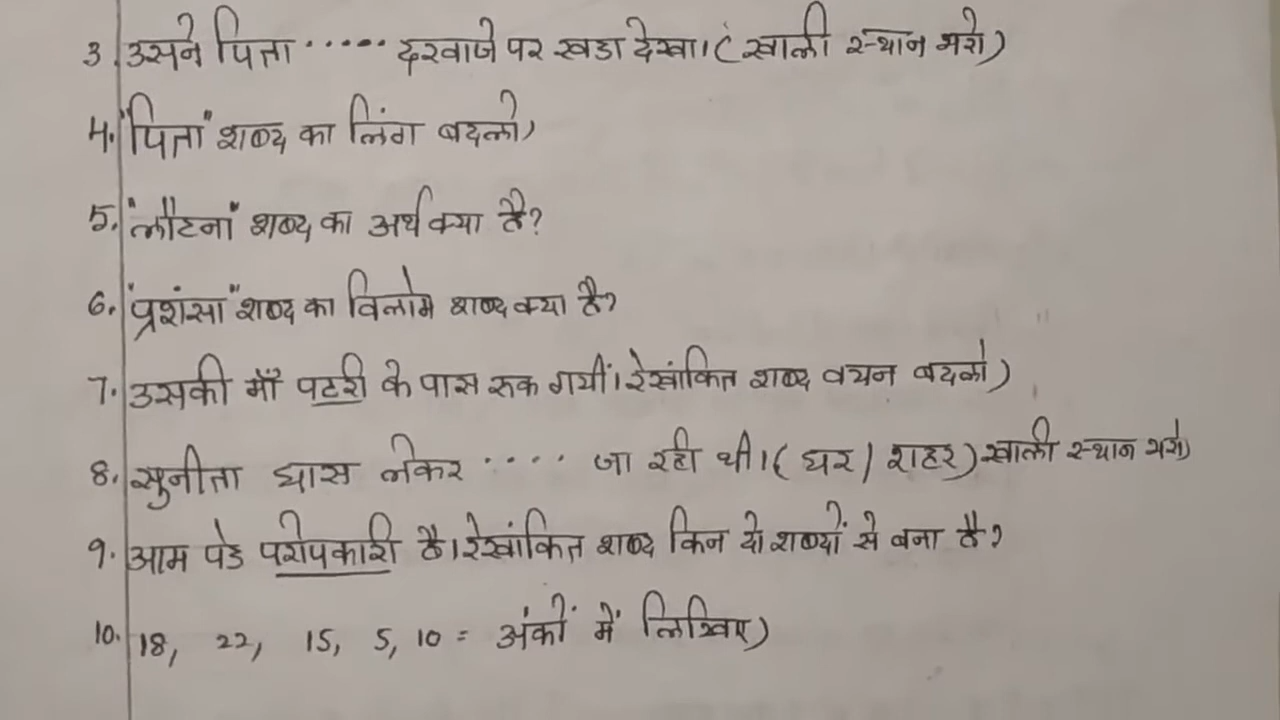 3. उसने पिता ..... दरवाजे पर खडा देखा। (खाली स्थान भरो)
4. "पिता" शब्द का लिंग बदलो)
5. "लौटना" शब्द का अर्थ क्या है?
6. "प्रशंसा" शब्द का विलोम शब्द क्या है?
7. उसकी माँ पटरी के पास रुक गयीं। रेखांकित शब्द वचन बदलो)
8. सुनीता घास लेकर .... जा रही थी। (घर/शहर) खाली स्थान भरो)
9. आम पेड परोपकारी है। रेखांकित शब्द किन दो शब्दों से बना है?
10. 18, 22, 15, 5, 10 = अंकों में लिखिए)